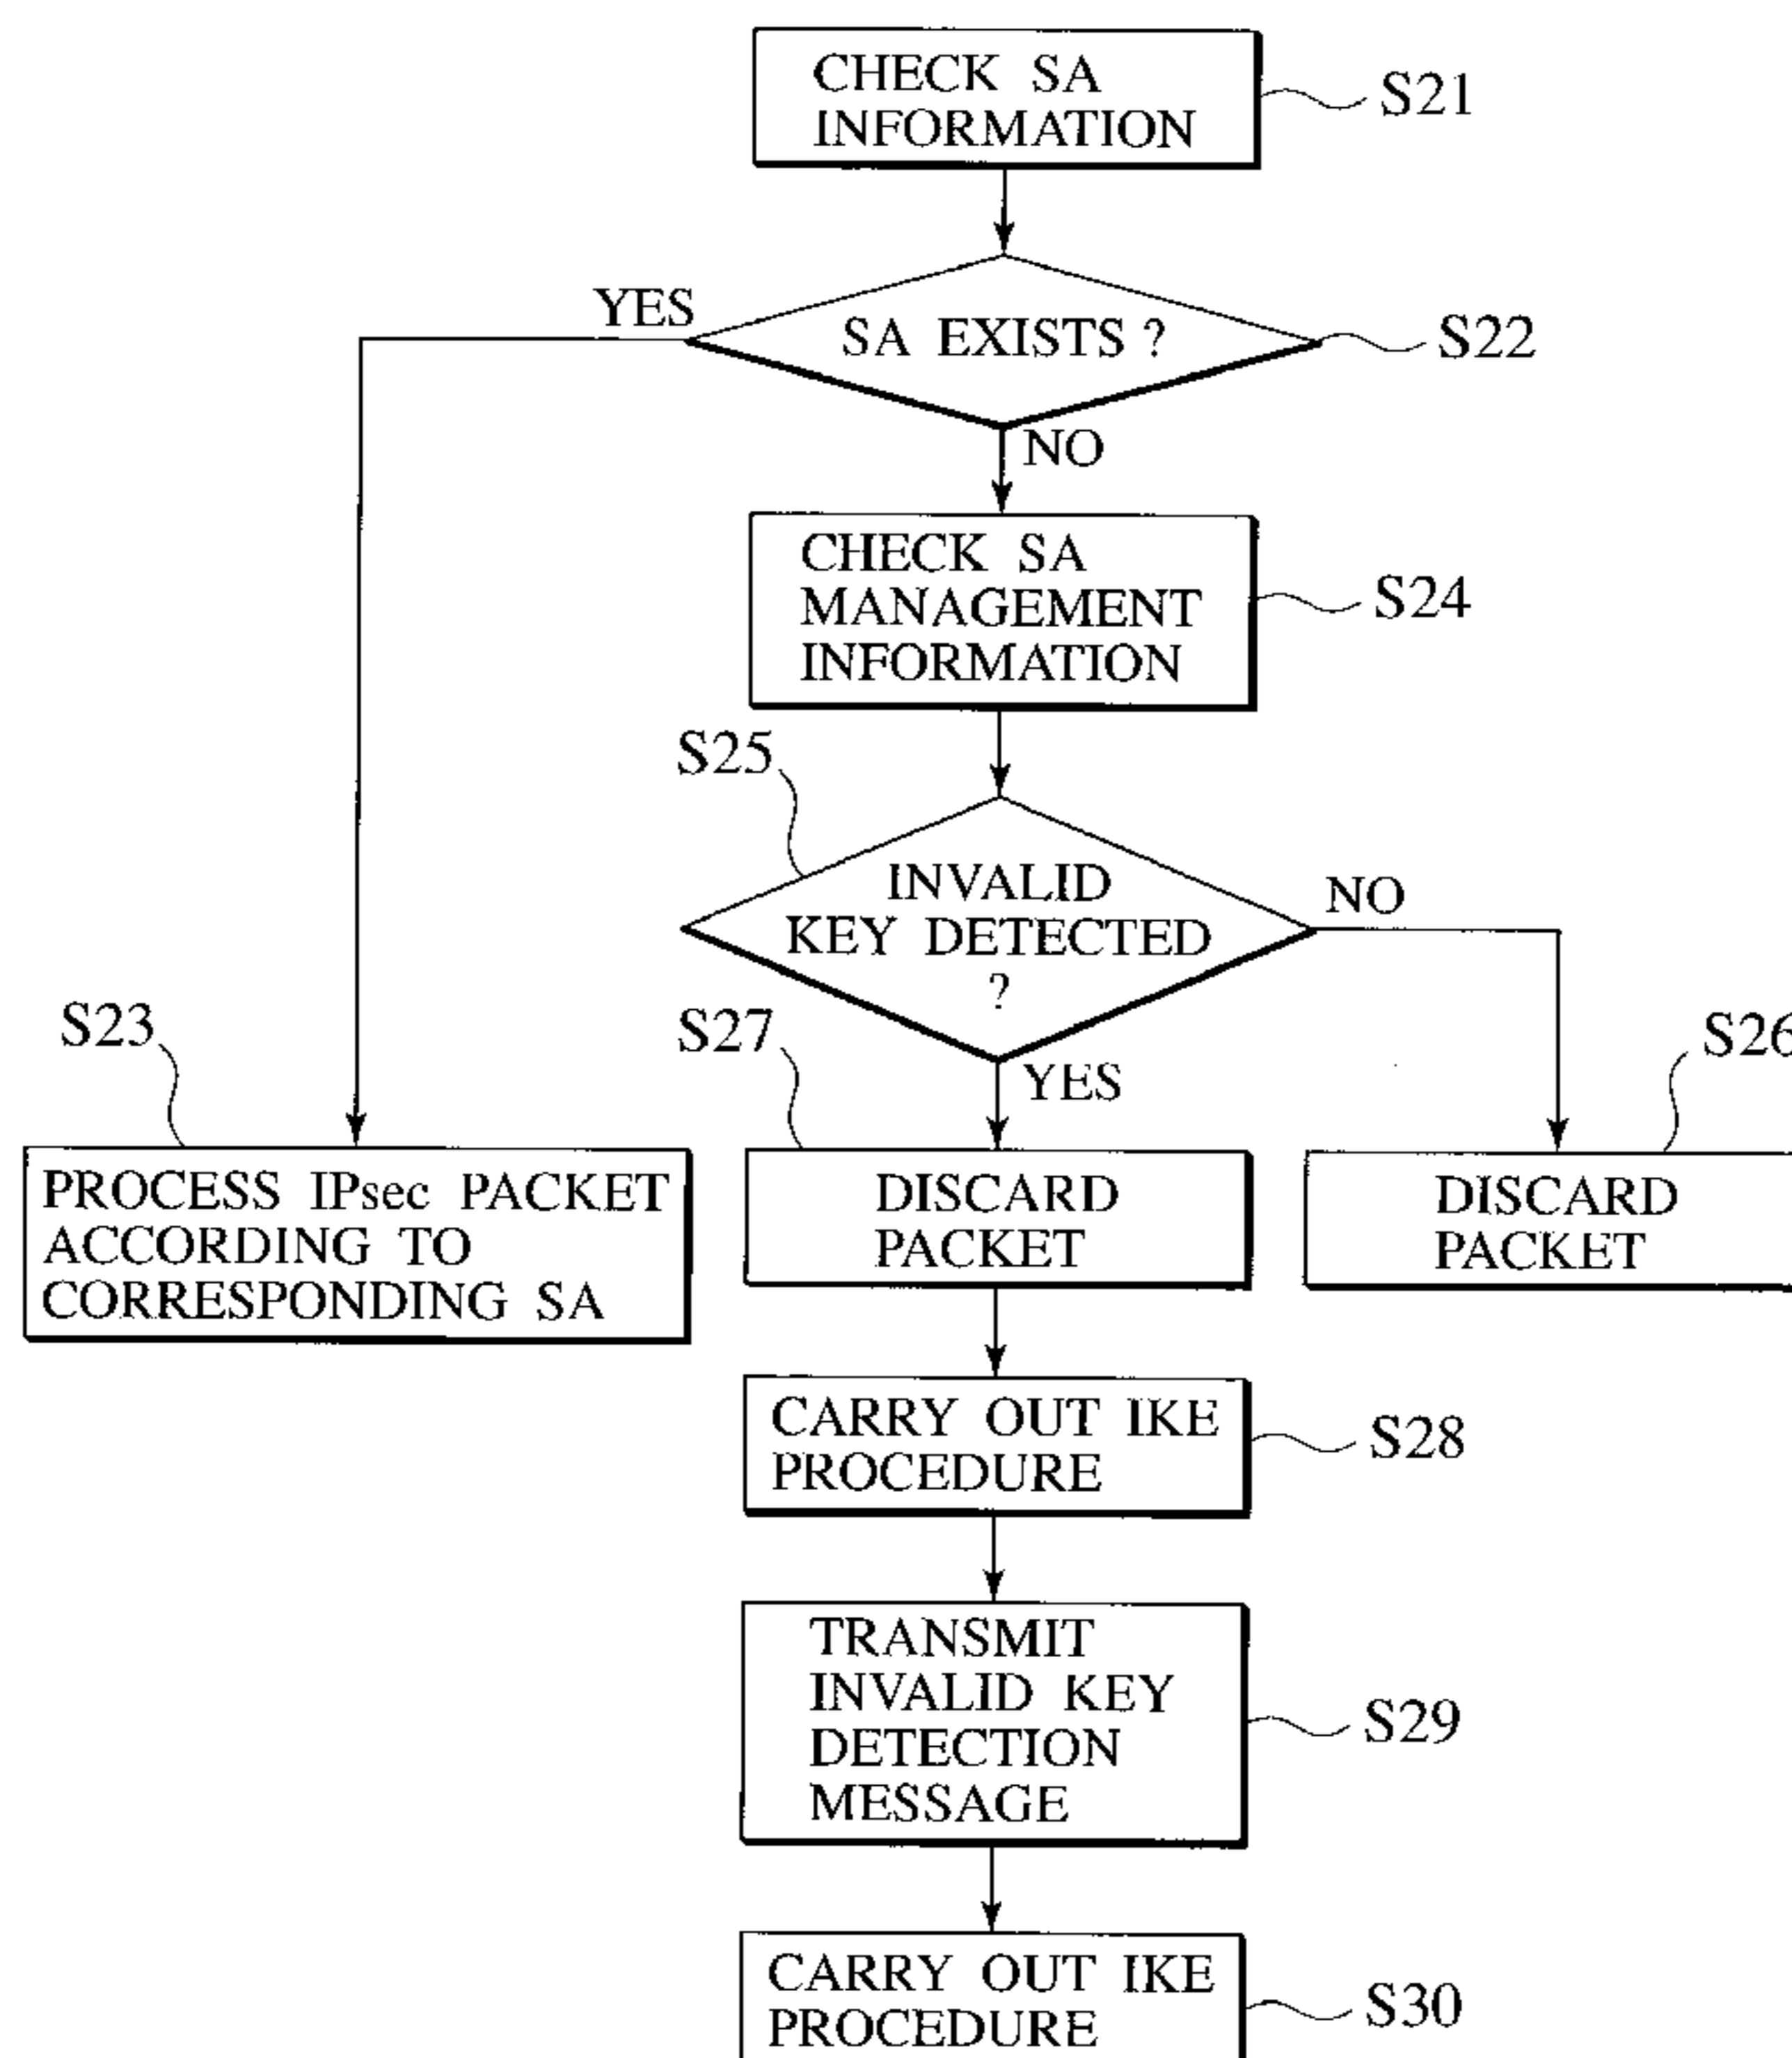 CHECK SA
INFORMATION
S21
YES
SA EXISTS ?
S22
NO
CHECK SA
MANAGEMENT
INFORMATION
S24
S25
INVALID
KEY DETECTED
?
NO
S23
S27
YES
S26
PROCESS IPsec PACKET
ACCORDING TO
CORRESPONDING SA
DISCARD
PACKET
DISCARD
PACKET
CARRY OUT IKE
PROCEDURE
S28
TRANSMIT
INVALID KEY
DETECTION
MESSAGE
S29
CARRY OUT IKE
PROCEDURE
S30